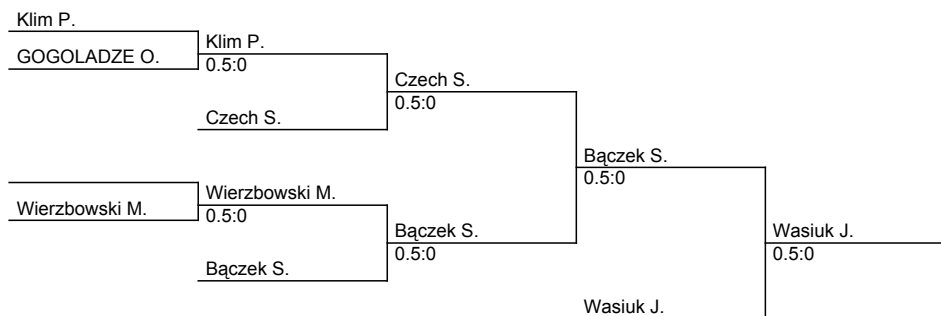 Klim P.
GOGOLADZE O.
Klim P.
0.5:0
Czech S.
Czech S.
0.5:0
Wierzbowski M.
Wierzbowski M.
0.5:0
Bączek S.
Bączek S.
0.5:0
Bączek S.
0.5:0
Wasiuk J.
Wasiuk J.
0.5:0